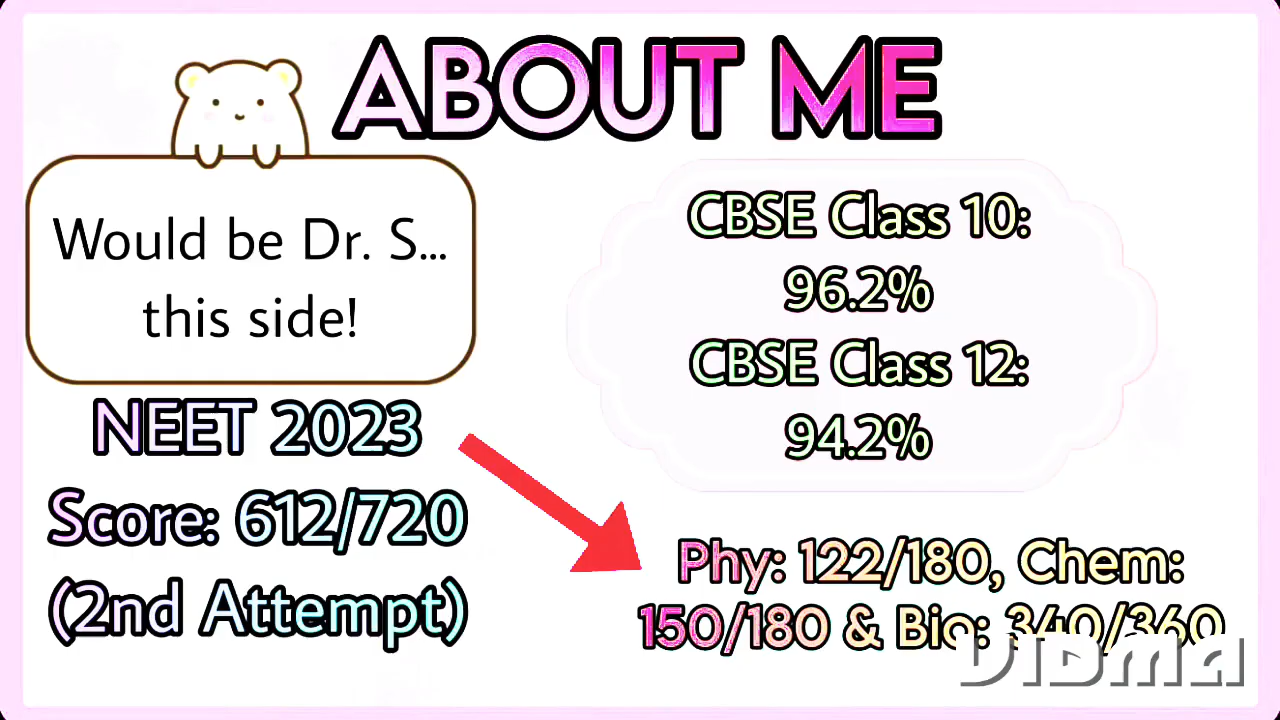 ABOUT ME
Would be Dr. S...
this side!
NEET 2023
Score: 612/720
(2nd Attempt)
CBSE Class 10:
96.2%
CBSE Class 12:
94.2%
Phy: 122/180, Chem:
150/180 & Bio: 340/360
VIDMA